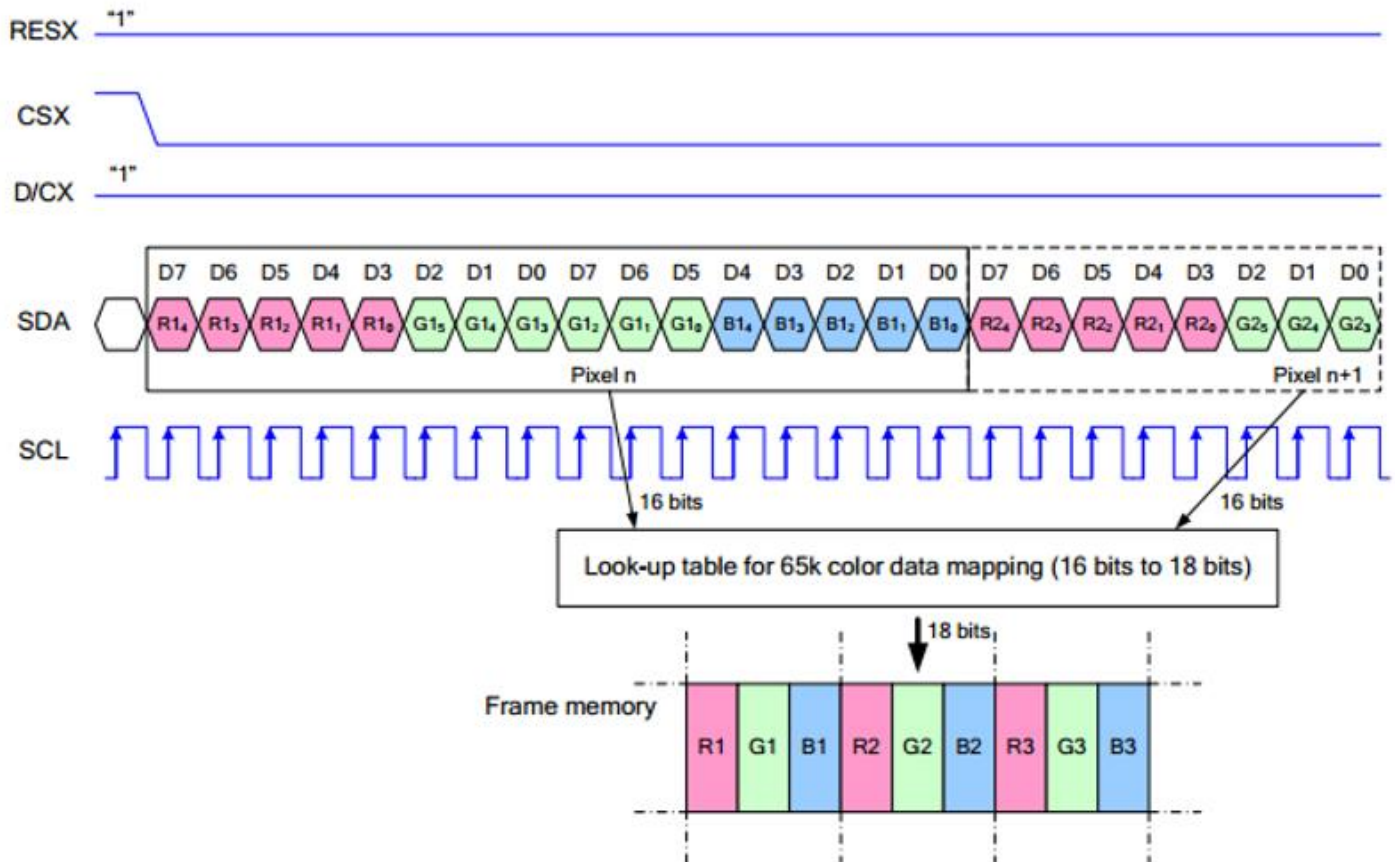 “1”
RESX
CSX
“1”
D/CX
D7 D6 D5 D4 D3 D2 D1 D0 D7 D6 D5 D4 D3 D2 D1 D0 D7 D6 D5 D4 D3 D2 D1 D0
SDA R1₄ R1₃ R1₂ R1₁ R1₀ G1₅ G1₄ G1₃ G1₂ G1₁ G1₀ B1₄ B1₃ B1₂ B1₁ B1₀ R2₄ R2₃ R2₂ R2₁ R2₀ G2₅ G2₄ G2₃
Pixel n Pixel n+1
SCL
16 bits 16 bits
Look-up table for 65k color data mapping (16 bits to 18 bits)
18 bits
Frame memory
R1 G1 B1 R2 G2 B2 R3 G3 B3